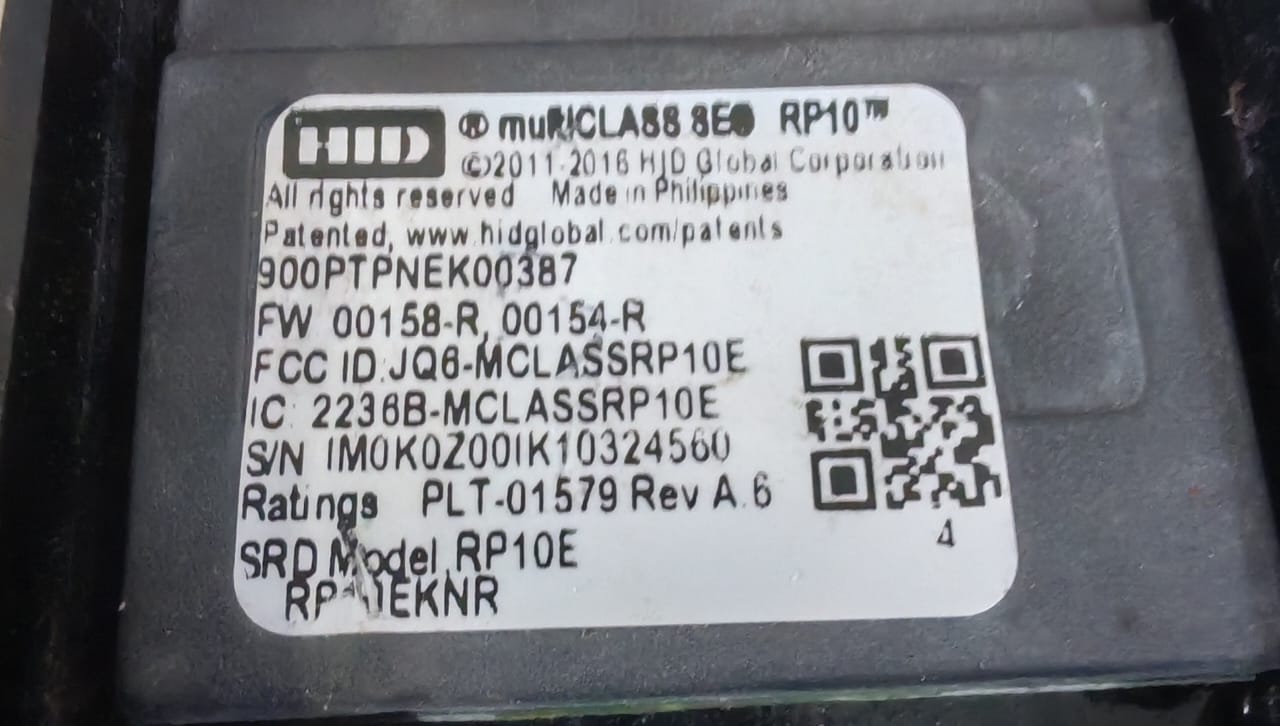 HID ® multiCLASS SE® RP10™
©2011-2016 HID Global Corporation
All rights reserved Made in Philippines
Patented, www.hidglobal.com/patents
900PTPNEK00387
FW 00158-R, 00154-R
FCC ID:JQ6-MCLASSRP10E
IC: 2236B-MCLASSRP10E
S/N IM0K0Z00IK10324560
Ratings PLT-01579 Rev A.6
SRD Model RP10E
4